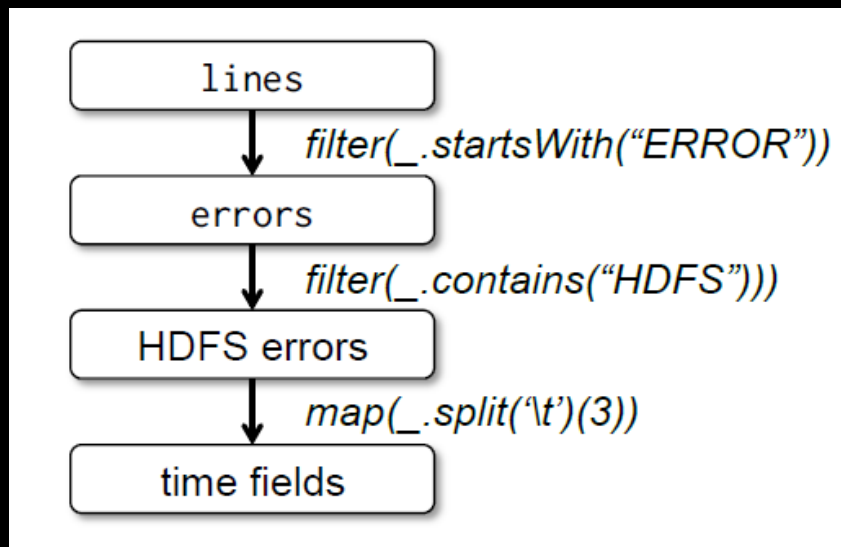 lines
filter(_.startsWith(“ERROR”))
errors
filter(_.contains(“HDFS”)))
HDFS errors
map(_.split(‘\t’)(3))
time fields